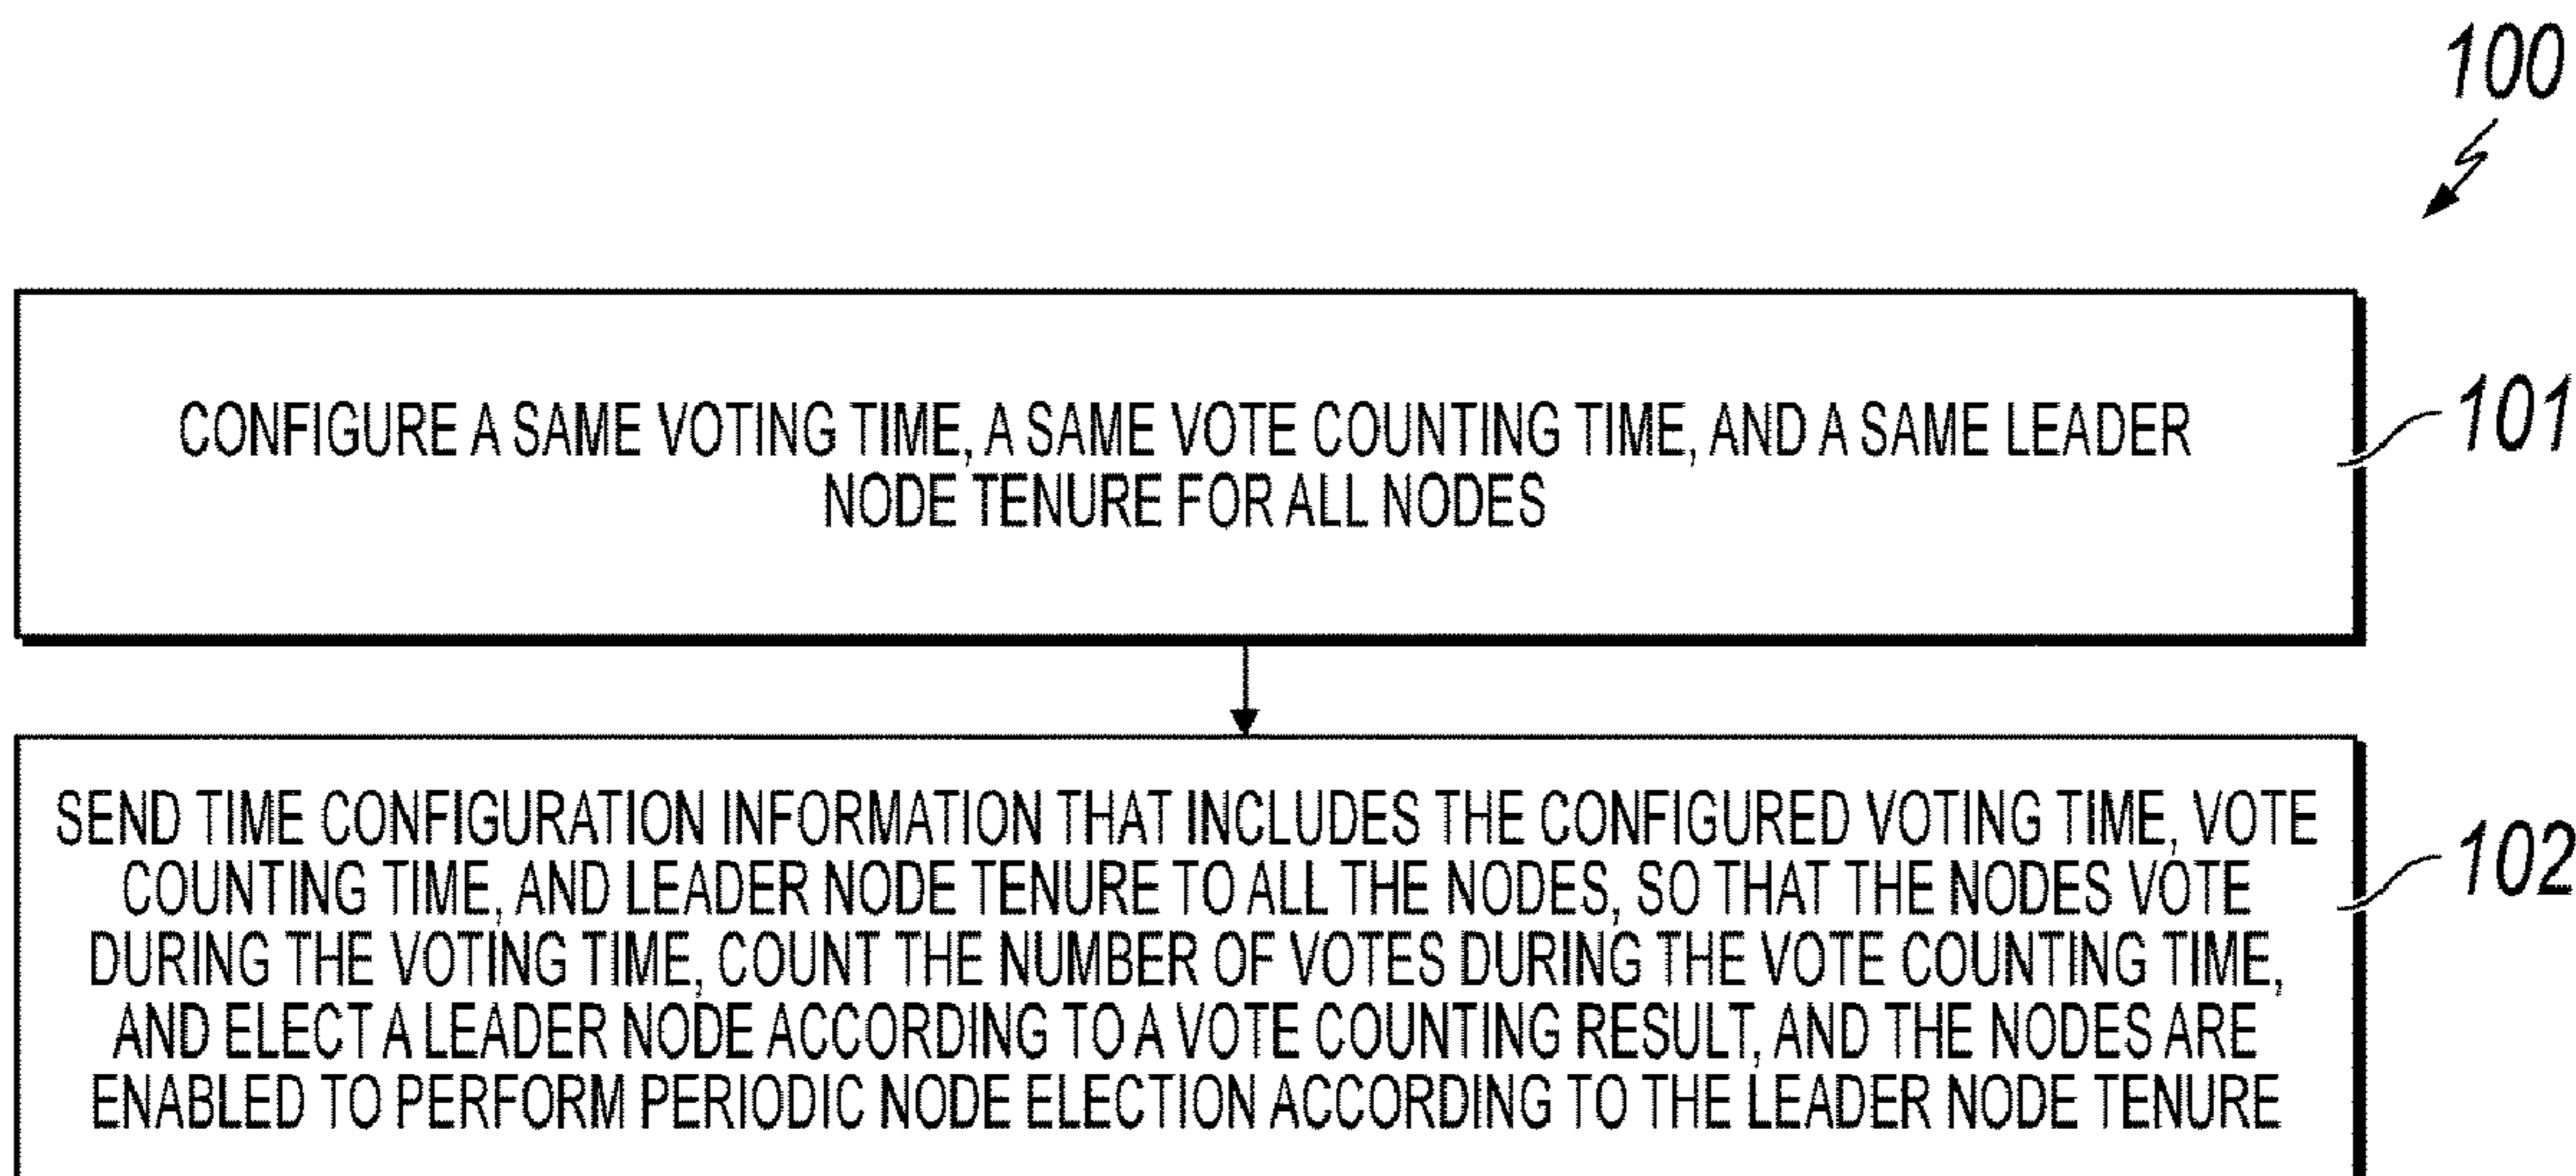 100
CONFIGURE A SAME VOTING TIME, A SAME VOTE COUNTING TIME, AND A SAME LEADER
NODE TENURE FOR ALL NODES
101
SEND TIME CONFIGURATION INFORMATION THAT INCLUDES THE CONFIGURED VOTING TIME, VOTE
COUNTING TIME, AND LEADER NODE TENURE TO ALL THE NODES, SO THAT THE NODES VOTE
DURING THE VOTING TIME, COUNT THE NUMBER OF VOTES DURING THE VOTE COUNTING TIME,
AND ELECT A LEADER NODE ACCORDING TO A VOTE COUNTING RESULT, AND THE NODES ARE
ENABLED TO PERFORM PERIODIC NODE ELECTION ACCORDING TO THE LEADER NODE TENURE
102